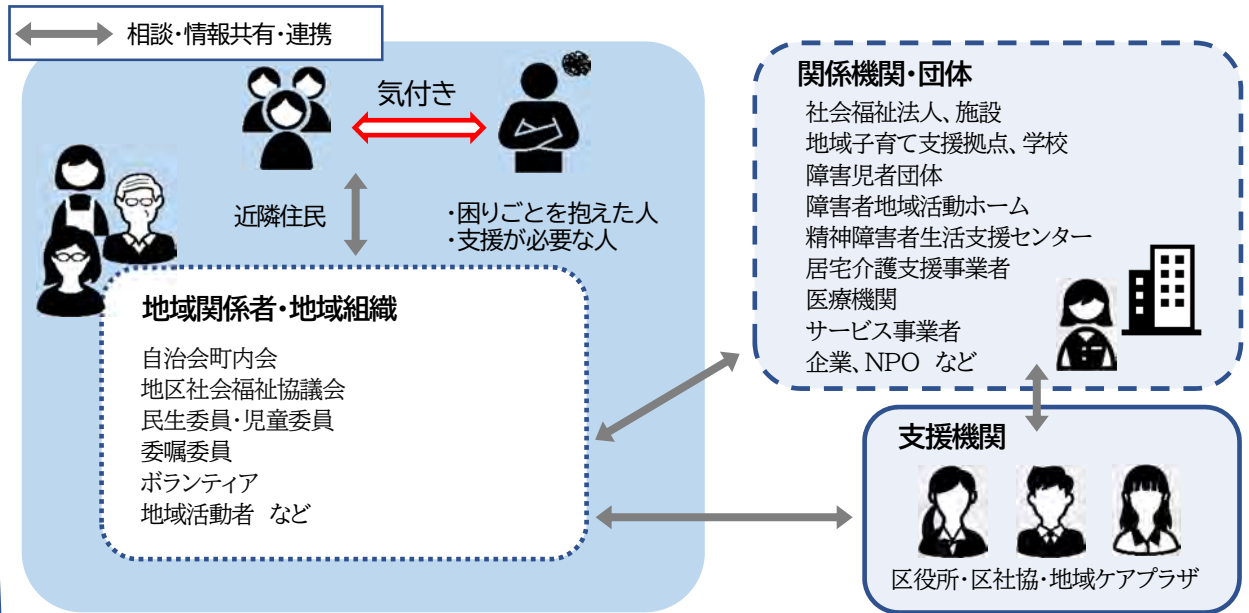 相談・情報共有・連携
気付き
近隣住民
・困りごとを抱えた人
・支援が必要な人
地域関係者・地域組織
自治会町内会
地区社会福祉協議会
民生委員・児童委員
委嘱委員
ボランティア
地域活動者 など
関係機関・団体
社会福祉法人、施設
地域子育て支援拠点、学校
障害児者団体
障害者地域活動ホーム
精神障害者生活支援センター
居宅介護支援事業者
医療機関
サービス事業者
企業、NPO など
支援機関
区役所・区社協・地域ケアプラザ